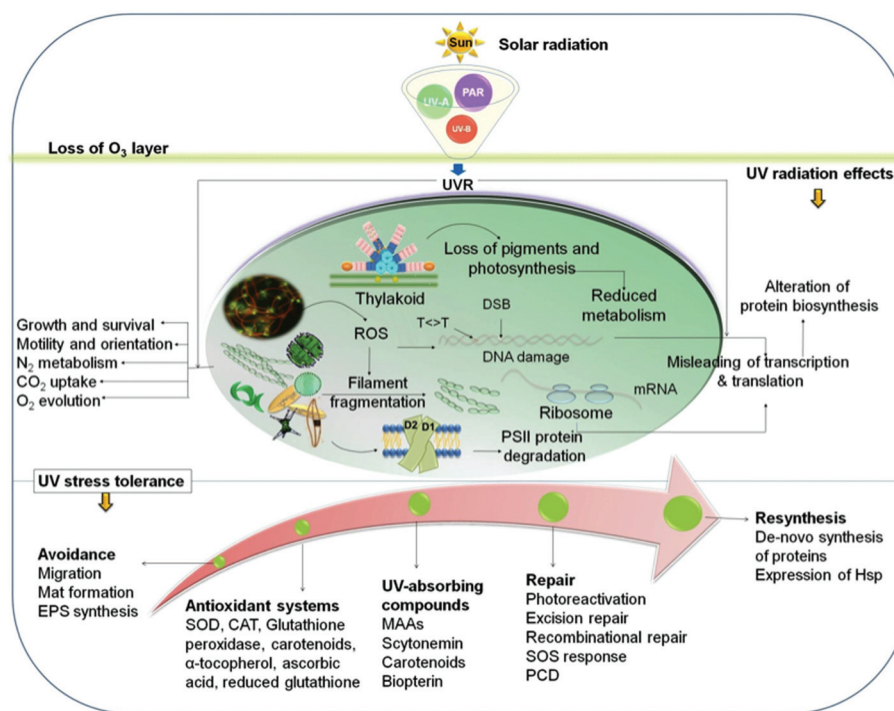 Sun
Solar radiation
UV-A
PAR
UV-B
Loss of O₃ layer
UVR
UV radiation effects
Loss of pigments and
photosynthesis
Thylakoid
Reduced
metabolism
Alteration of
protein biosynthesis
DSB
T<>T
ROS
DNA damage
Growth and survival
Motility and orientation
N₂ metabolism
CO₂ uptake
O₂ evolution
Filament
fragmentation
mRNA
Ribosome
Misleading of transcription
& translation
D2 D1
PSII protein
degradation
UV stress tolerance
Avoidance
Migration
Mat formation
EPS synthesis
Antioxidant systems
SOD, CAT, Glutathione
peroxidase, carotenoids,
α-tocopherol, ascorbic
acid, reduced glutathione
UV-absorbing
compounds
MAAs
Scytonemin
Carotenoids
Biopterin
Repair
Photoreactivation
Excision repair
Recombinational repair
SOS response
PCD
Resynthesis
De-novo synthesis
of proteins
Expression of Hsp